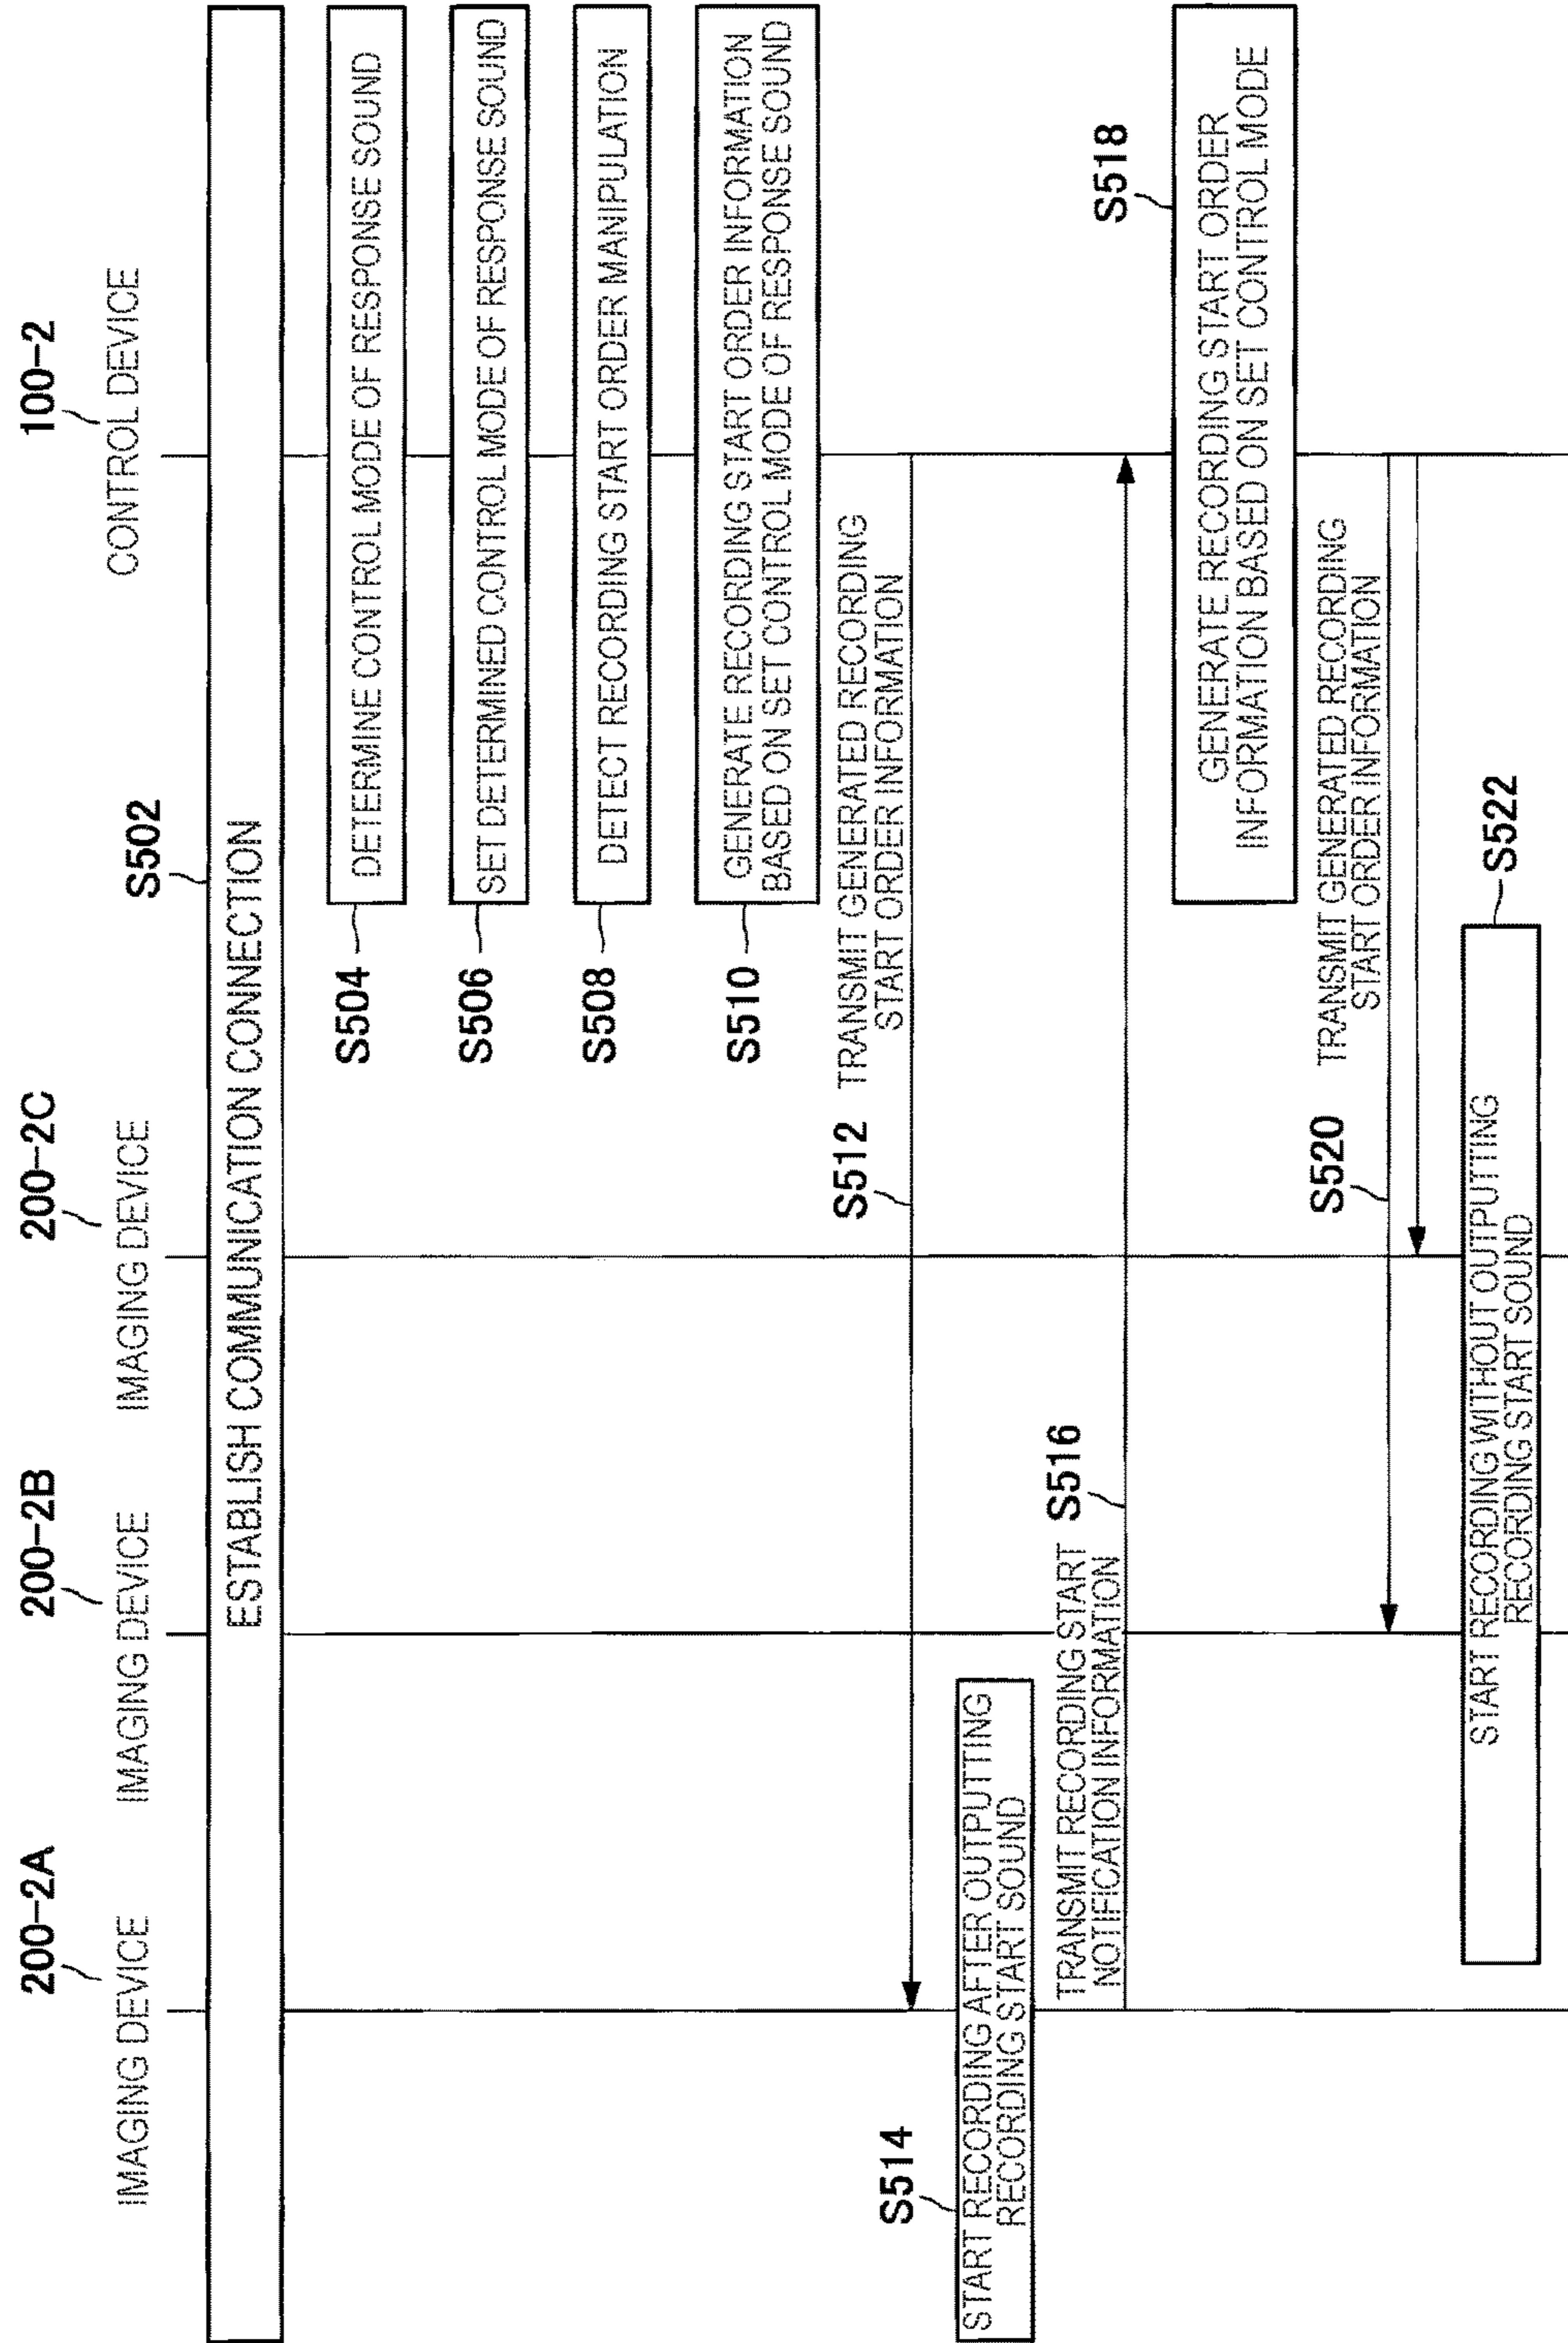 200-2A
IMAGING DEVICE
200-2B
IMAGING DEVICE
200-2C
IMAGING DEVICE
100-2
CONTROL DEVICE
S502
ESTABLISH COMMUNICATION CONNECTION
S504
DETERMINE CONTROL MODE OF RESPONSE SOUND
S506
SET DETERMINED CONTROL MODE OF RESPONSE SOUND
S508
DETECT RECORDING START ORDER MANIPULATION
S510
GENERATE RECORDING START ORDER INFORMATION
BASED ON SET CONTROL MODE OF RESPONSE SOUND
S512
TRANSMIT GENERATED RECORDING
START ORDER INFORMATION
S514
START RECORDING AFTER OUTPUTTING
RECORDING START SOUND
TRANSMIT RECORDING START
NOTIFICATION INFORMATION
S516
S518
GENERATE RECORDING START ORDER
INFORMATION BASED ON SET CONTROL MODE
S520
TRANSMIT GENERATED RECORDING
START ORDER INFORMATION
S522
START RECORDING WITHOUT OUTPUTTING
RECORDING START SOUND